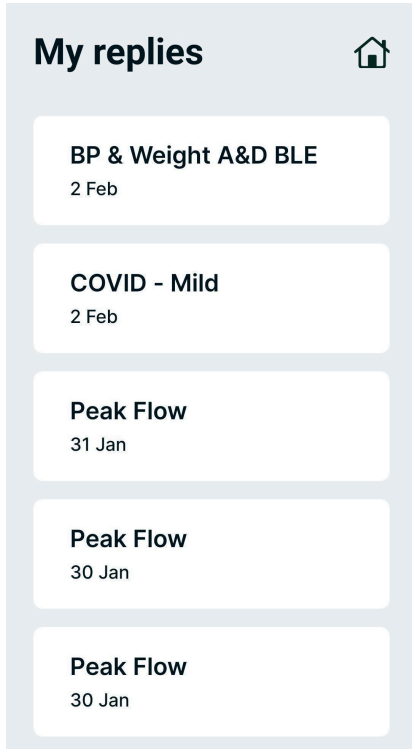 My replies
BP & Weight A&D BLE
2 Feb
COVID - Mild
2 Feb
Peak Flow
31 Jan
Peak Flow
30 Jan
Peak Flow
30 Jan